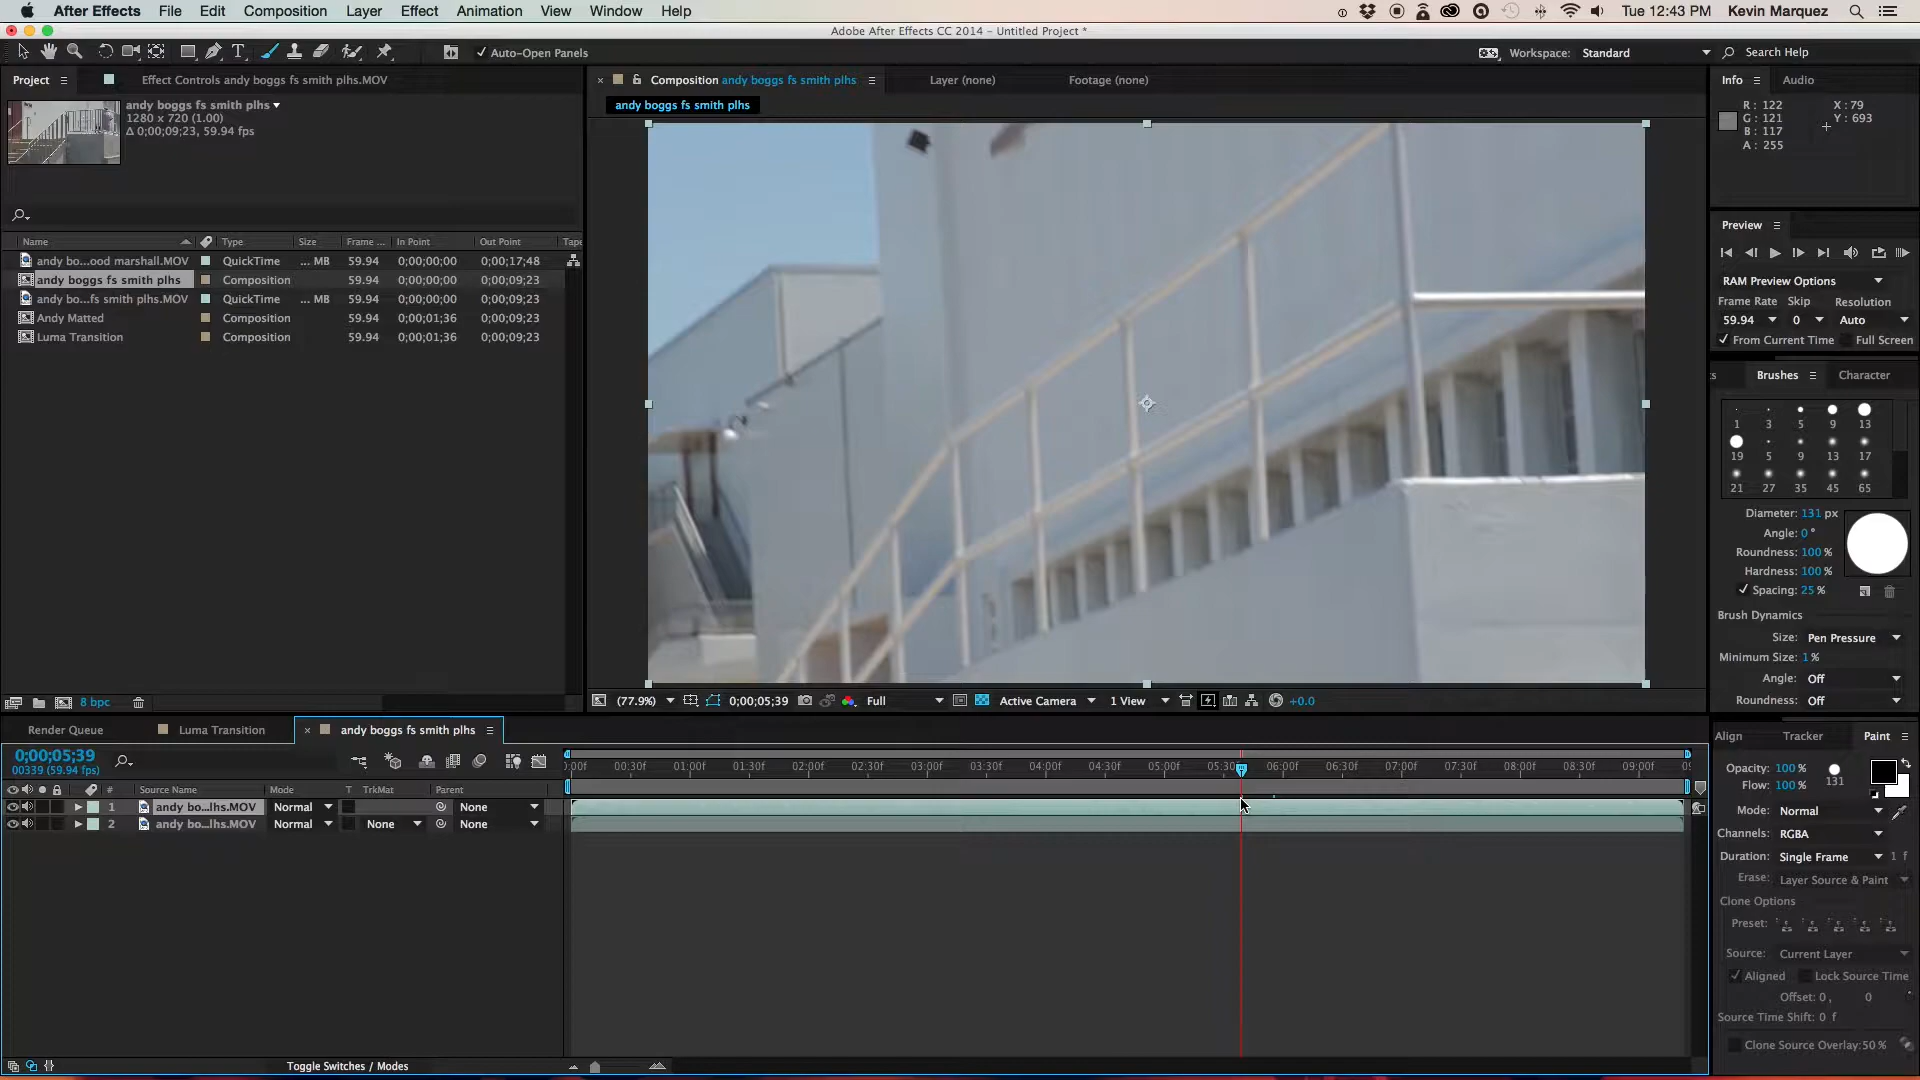 After Effects File Edit Composition Layer Effect Animation View Window Help Tue 12:43 PM Kevin Marquez
Adobe After Effects CC 2014 - Untitled Project *
Auto-Open Panels Workspace: Standard Search Help
Project Effect Controls andy boggs fs smith plhs.MOV
andy boggs fs smith plhs
1280 x 720 (1.00)
Δ 0;00;09;23, 59.94 fps
Name Type Size Frame ... In Point Out Point Tape
andy bo...ood marshall.MOV QuickTime ... MB 59.94 0;00;00;00 0;00;17;48
andy boggs fs smith plhs Composition 59.94 0;00;00;00 0;00;09;23
andy bo...fs smith plhs.MOV QuickTime ... MB 59.94 0;00;00;00 0;00;09;23
Andy Matted Composition 59.94 0;00;01;36 0;00;09;23
Luma Transition Composition 59.94 0;00;01;36 0;00;09;23
8 bpc
Composition andy boggs fs smith plhs Layer (none) Footage (none)
andy boggs fs smith plhs
(77.9%) 0;00;05;39 Full Active Camera 1 View +0.0
Info Audio
R : 122 X : 79
G : 121 Y : 693
B : 117
A : 255
Preview
RAM Preview Options
Frame Rate Skip Resolution
59.94 0 Auto
From Current Time Full Screen
Brushes Character
1 3 5 9 13
19 5 9 13 17
21 27 35 45 65
Diameter: 131 px
Angle: 0 °
Roundness: 100 %
Hardness: 100 %
Spacing: 25 %
Brush Dynamics
Size: Pen Pressure
Minimum Size: 1 %
Angle: Off
Roundness: Off
Align Tracker Paint
Opacity: 100 %
Flow: 100 % 131
Mode: Normal
Channels: RGBA
Duration: Single Frame 1 f
Erase: Layer Source & Paint
Clone Options
Preset:
Source: Current Layer
Aligned Lock Source Time
Offset: 0 , 0
Source Time Shift: 0 f
Clone Source Overlay: 50 %
Render Queue Luma Transition andy boggs fs smith plhs
0;00;05;39
00339 (59.94 fps)
:00f 00:30f 01:00f 01:30f 02:00f 02:30f 03:00f 03:30f 04:00f 04:30f 05:00f 05:30f 06:00f 06:30f 07:00f 07:30f 08:00f 08:30f 09:00f
# Source Name Mode T TrkMat Parent
1 andy bo...lhs.MOV Normal None
2 andy bo...lhs.MOV Normal None None
Toggle Switches / Modes